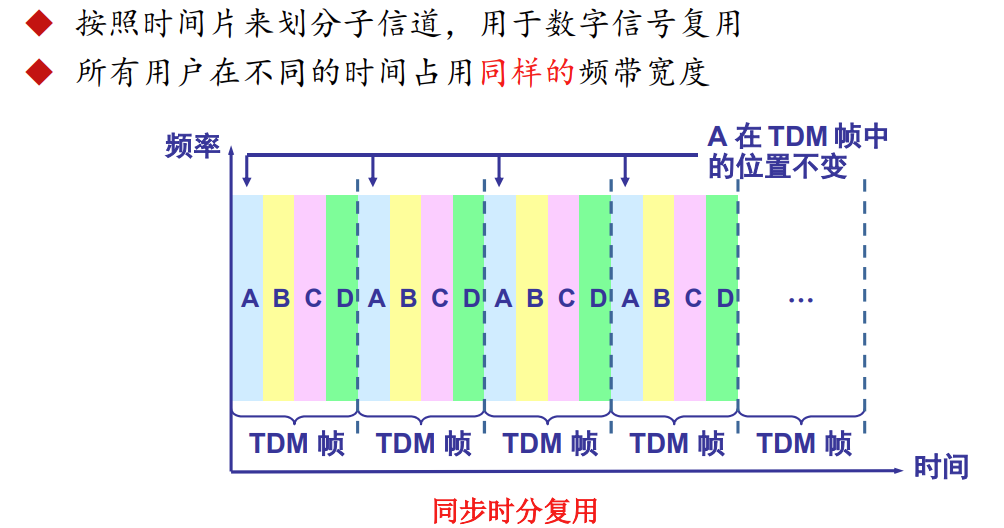 按照时间片来划分子信道，用于数字信号复用
所有用户在不同的时间占用同样的频带宽度
频率
A 在 TDM 帧中
的位置不变
A B C D A B C D A B C D A B C D …
TDM 帧 TDM 帧 TDM 帧 TDM 帧 TDM 帧
时间
同步时分复用